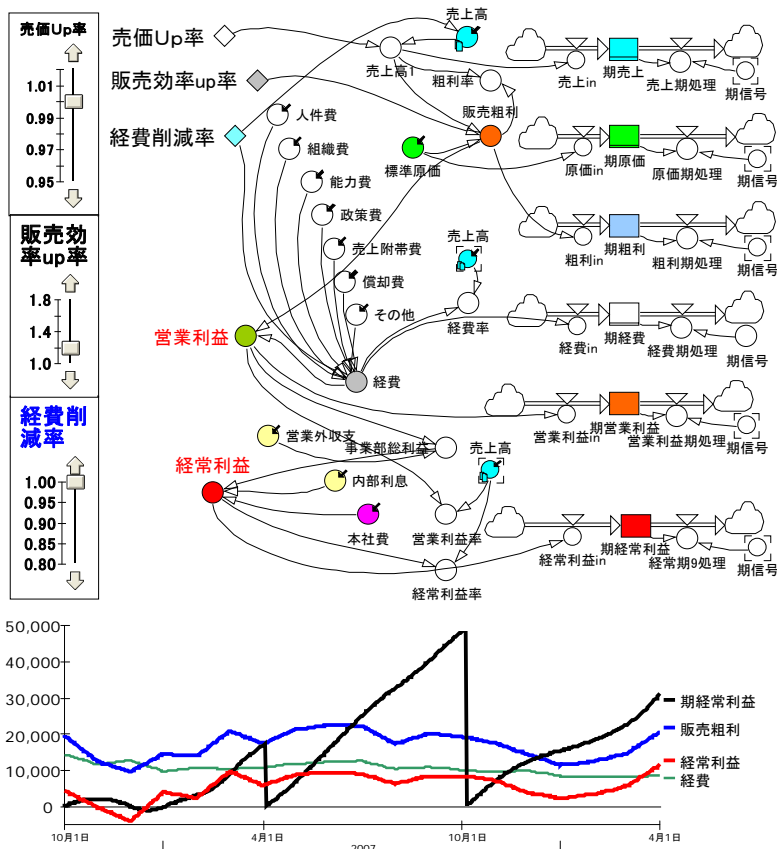 売価Up率
1.01
0.99
0.97
0.95
販売効
率up率
1.8
1.4
1.0
経費削
減率
1.00
0.95
0.90
0.85
0.80
売価Up率
販売効率up率
経費削減率
売上高
売上高1
粗利率
販売粗利
標準原価
人件費
組織費
能力費
政策費
売上附帯費
償却費
その他
経費
売上高
経費率
営業利益
営業外収支
事業部総利益
経常利益
内部利息
本社費
売上高
営業利益率
経常利益率
売上in
期売上
売上期処理
期信号
原価in
期原価
原価期処理
期信号
粗利in
期粗利
粗利期処理
期信号
経費in
期経費
経費期処理
期信号
営業利益in
期営業利益
営業利益期処理
期信号
経常利益in
期経常利益
経常期9処理
期信号
50,000
40,000
30,000
20,000
10,000
0
10月1日
4月1日
10月1日
4月1日
2007
期経常利益
販売粗利
経常利益
経費